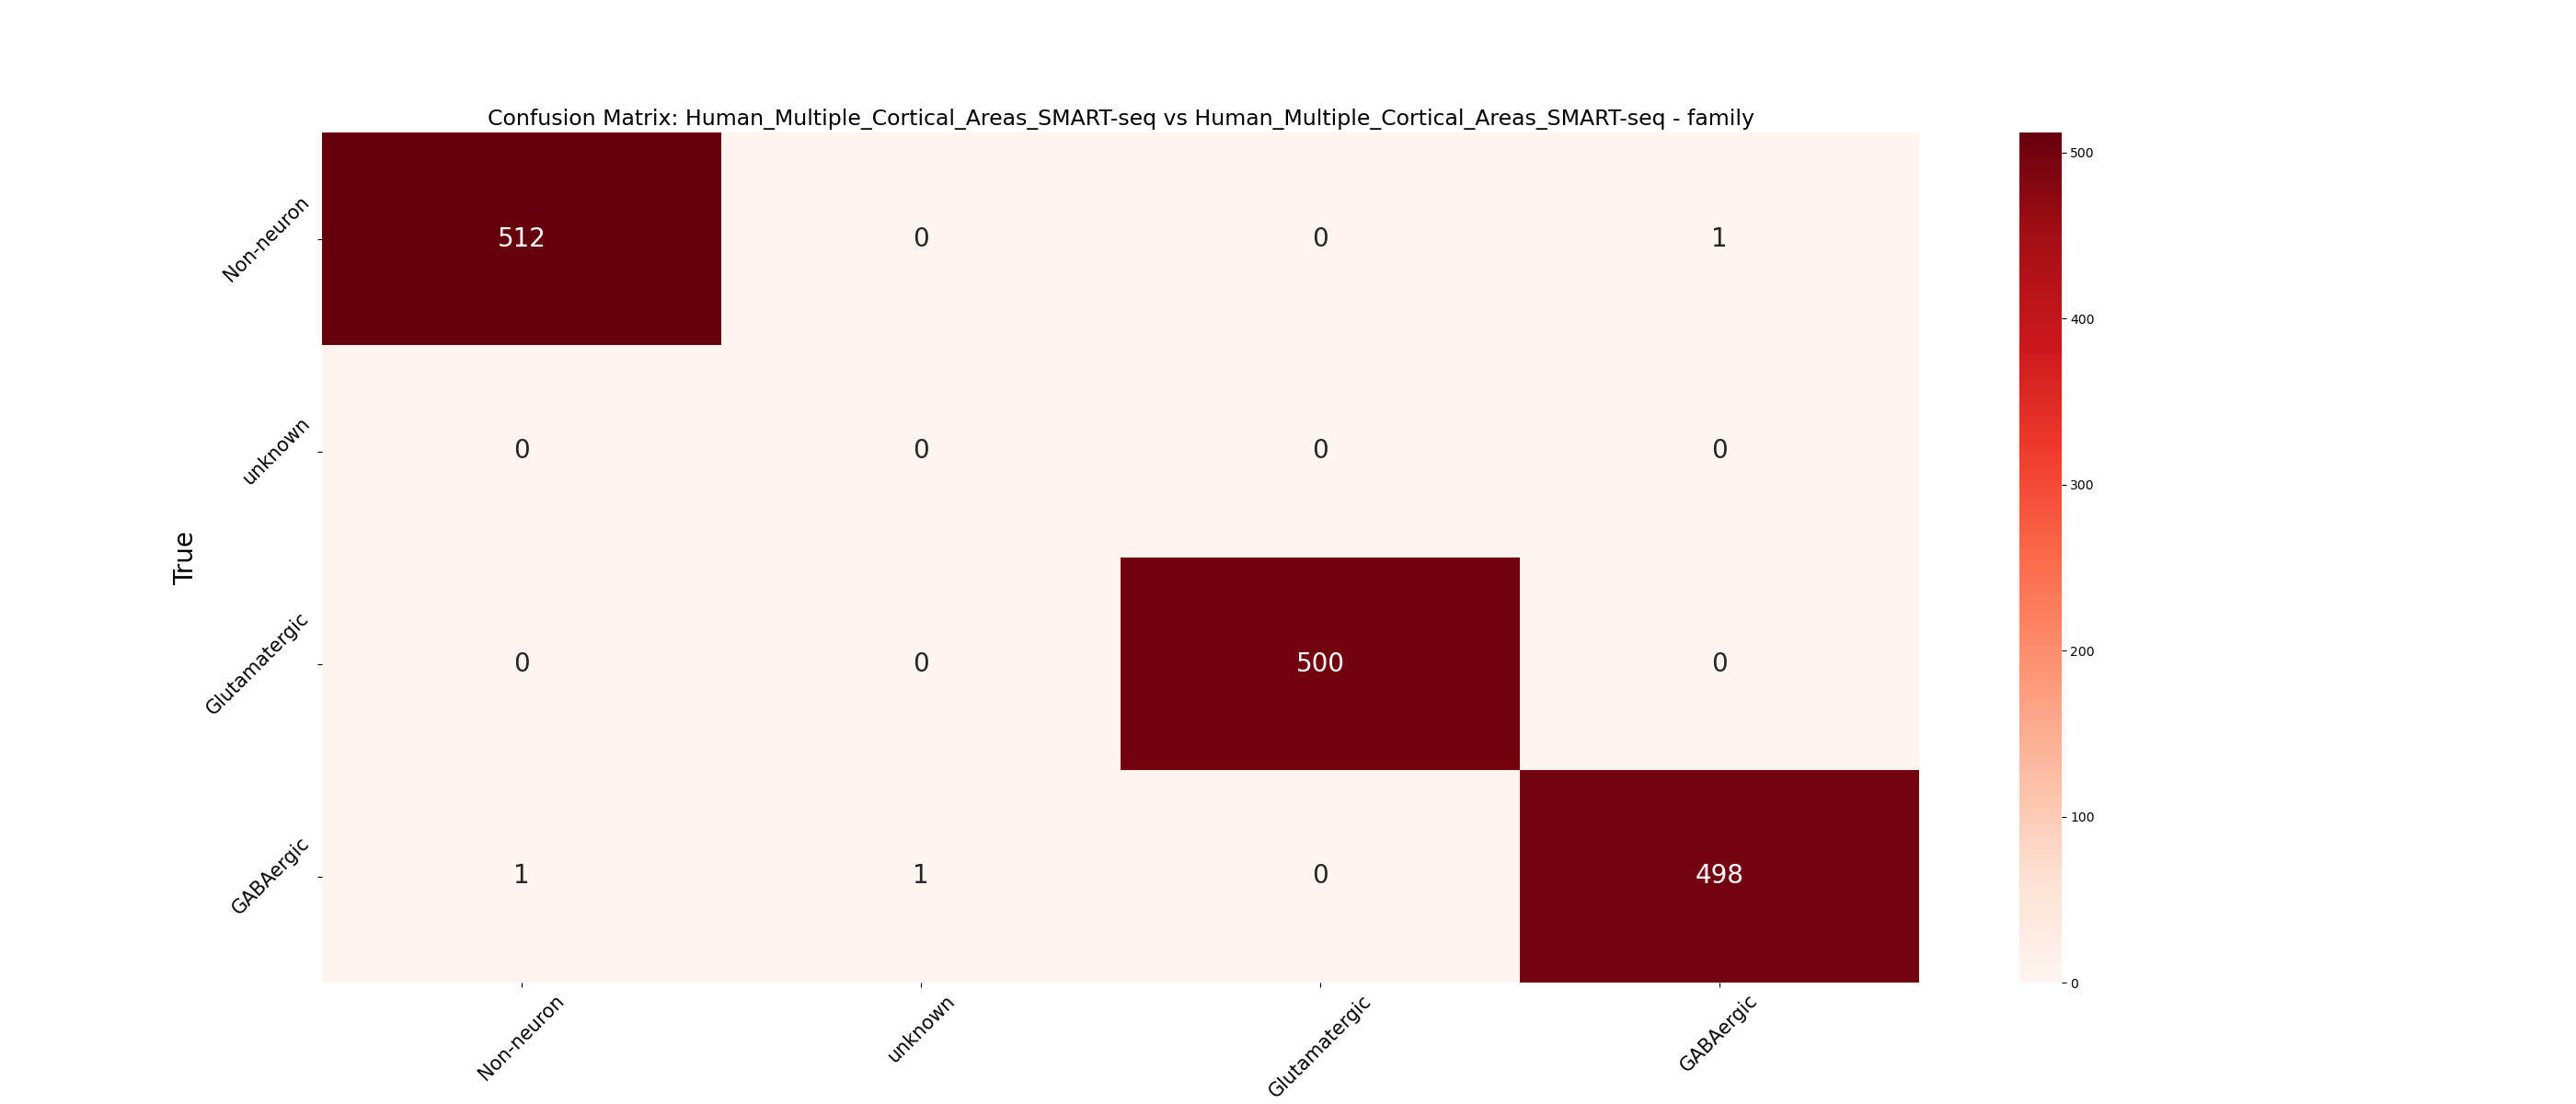 Confusion Matrix: Human_Multiple_Cortical_Areas_SMART-seq vs Human_Multiple_Cortical_Areas_SMART-seq - family
True
Non-neuron
512 0 0 1
unknown
0 0 0 0
Glutamatergic
0 0 500 0
GABAergic
1 1 0 498
Non-neuron unknown Glutamatergic GABAergic
500
400
300
200
100
0